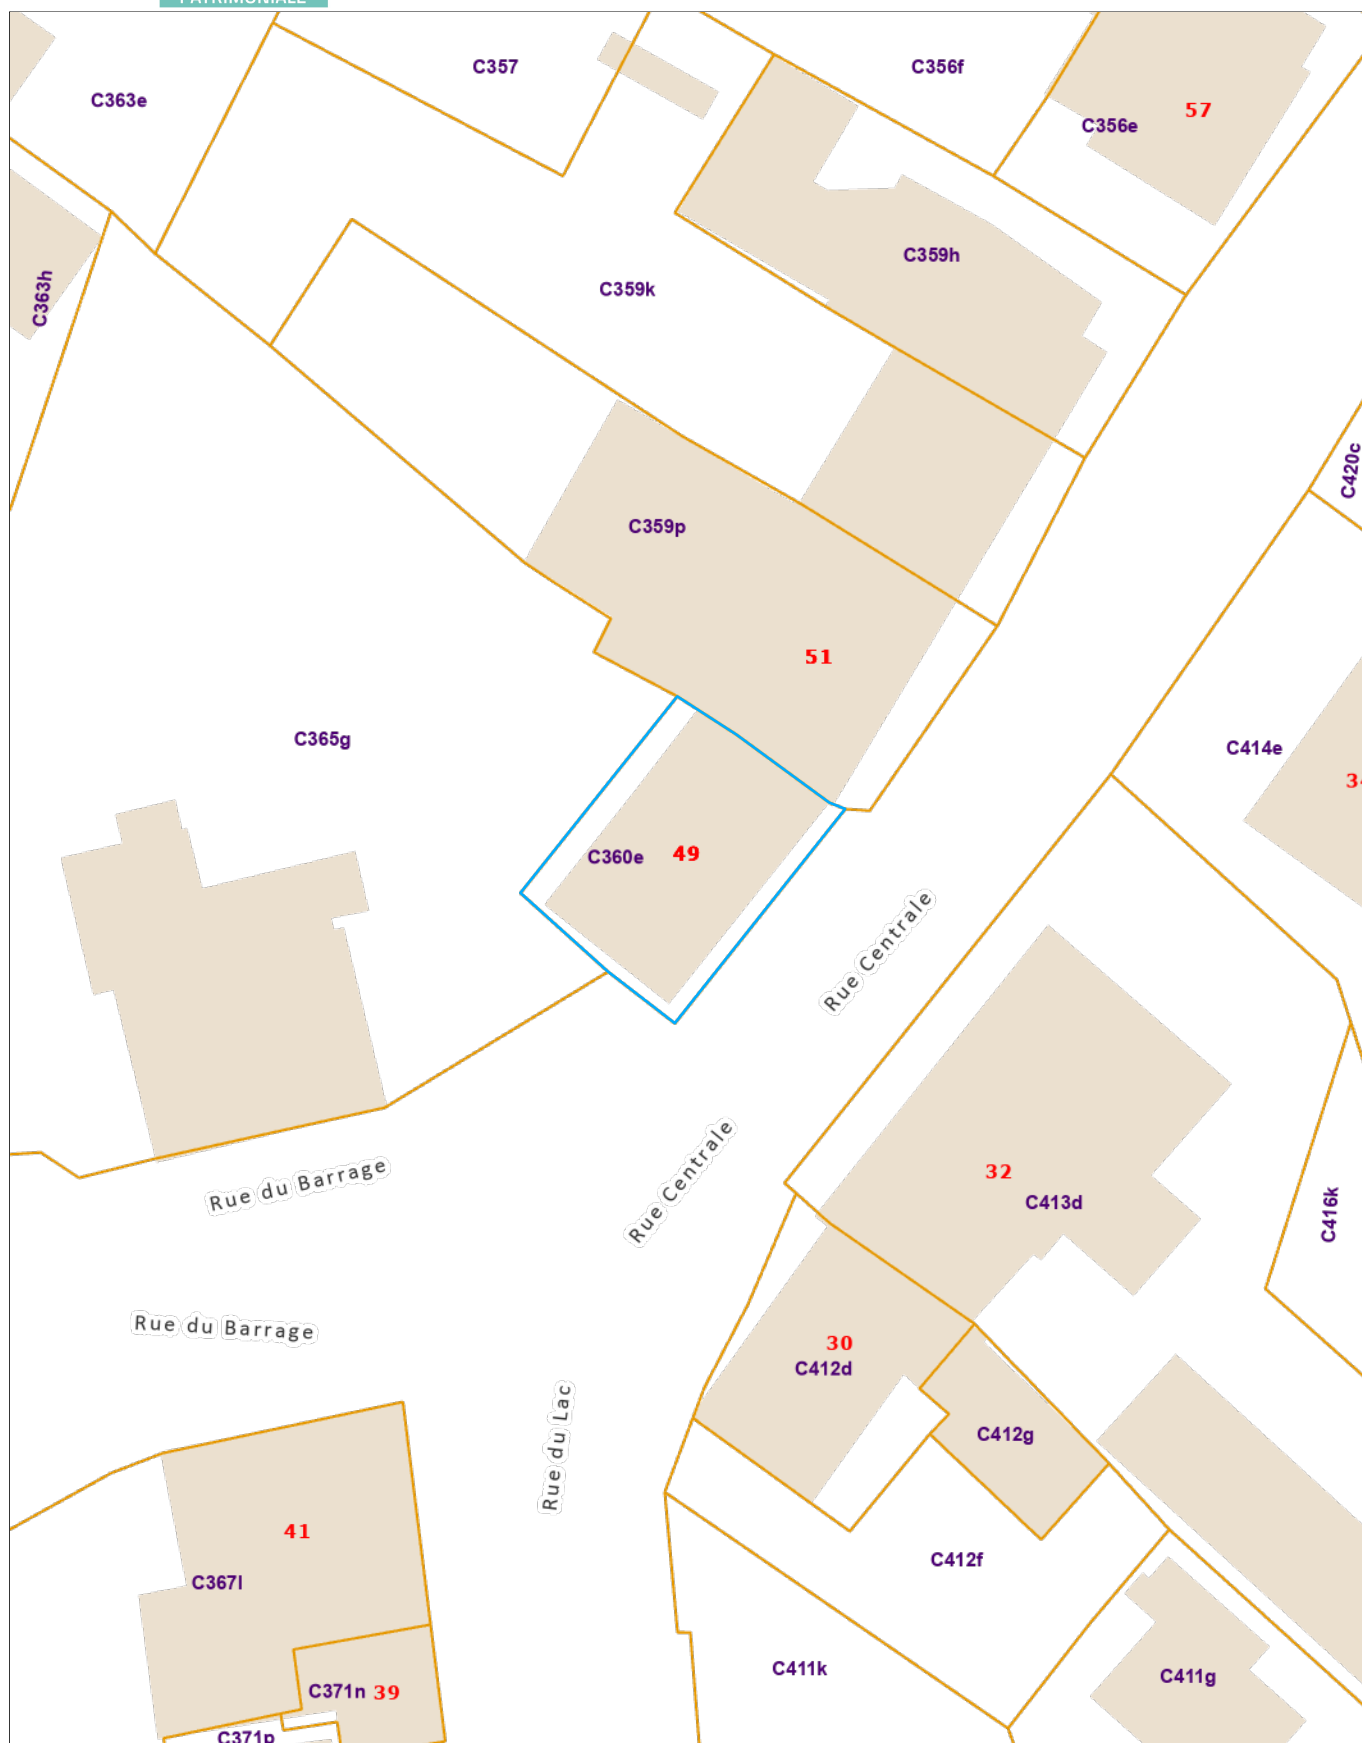 PATRIMONIALE
C357
C356f
C363e
57
C356e
C359h
C363h
C359k
C420c
C359p
51
C365g
C414e
34
C360e
49
Rue Centrale
Rue Centrale
32
Rue du Barrage
C413d
C416k
Rue du Barrage
30
C412d
Rue du Lac
C412g
41
C412f
C367l
C411k
C411g
C371n
39
C371p